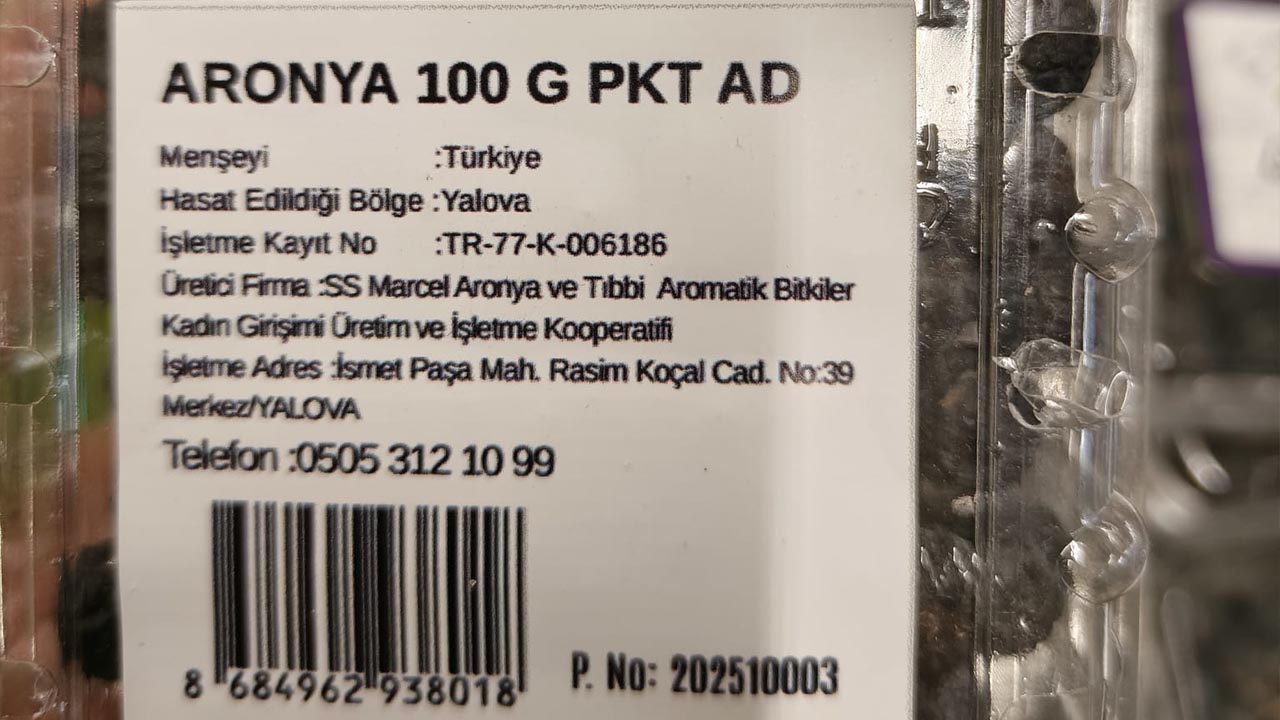 ARONYA 100 G PKT AD
Menşeyi :Türkiye
Hasat Edildiği Bölge :Yalova
İşletme Kayıt No :TR-77-K-006186
Üretici Firma :SS Marcel Aronya ve Tıbbi Aromatik Bitkiler
Kadın Girişimi Üretim ve İşletme Kooperatifi
İşletme Adres :İsmet Paşa Mah. Rasim Koçal Cad. No:39
Merkez/YALOVA
Telefon :0505 312 10 99
8 684962 938018
P. No: 202510003